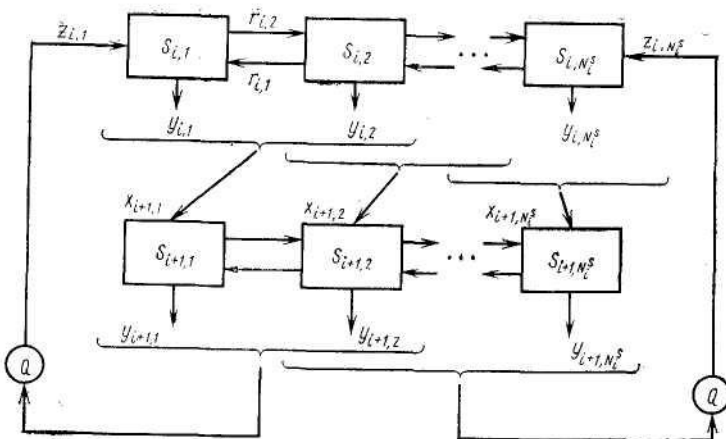 z_{i,1} r_{i,2} z_{i,N_i^s}
S_{i,1} S_{i,2} ... S_{i,N_i^s}
r_{i,1}
y_{i,1} y_{i,2} y_{i,N_i^s}
x_{i+1,1} x_{i+1,2} x_{i+1,N_i^s}
S_{i+1,1} S_{i+1,2} ... S_{i+1,N_i^s}
y_{i+1,1} y_{i+1,2} y_{i+1,N_i^s}
a a